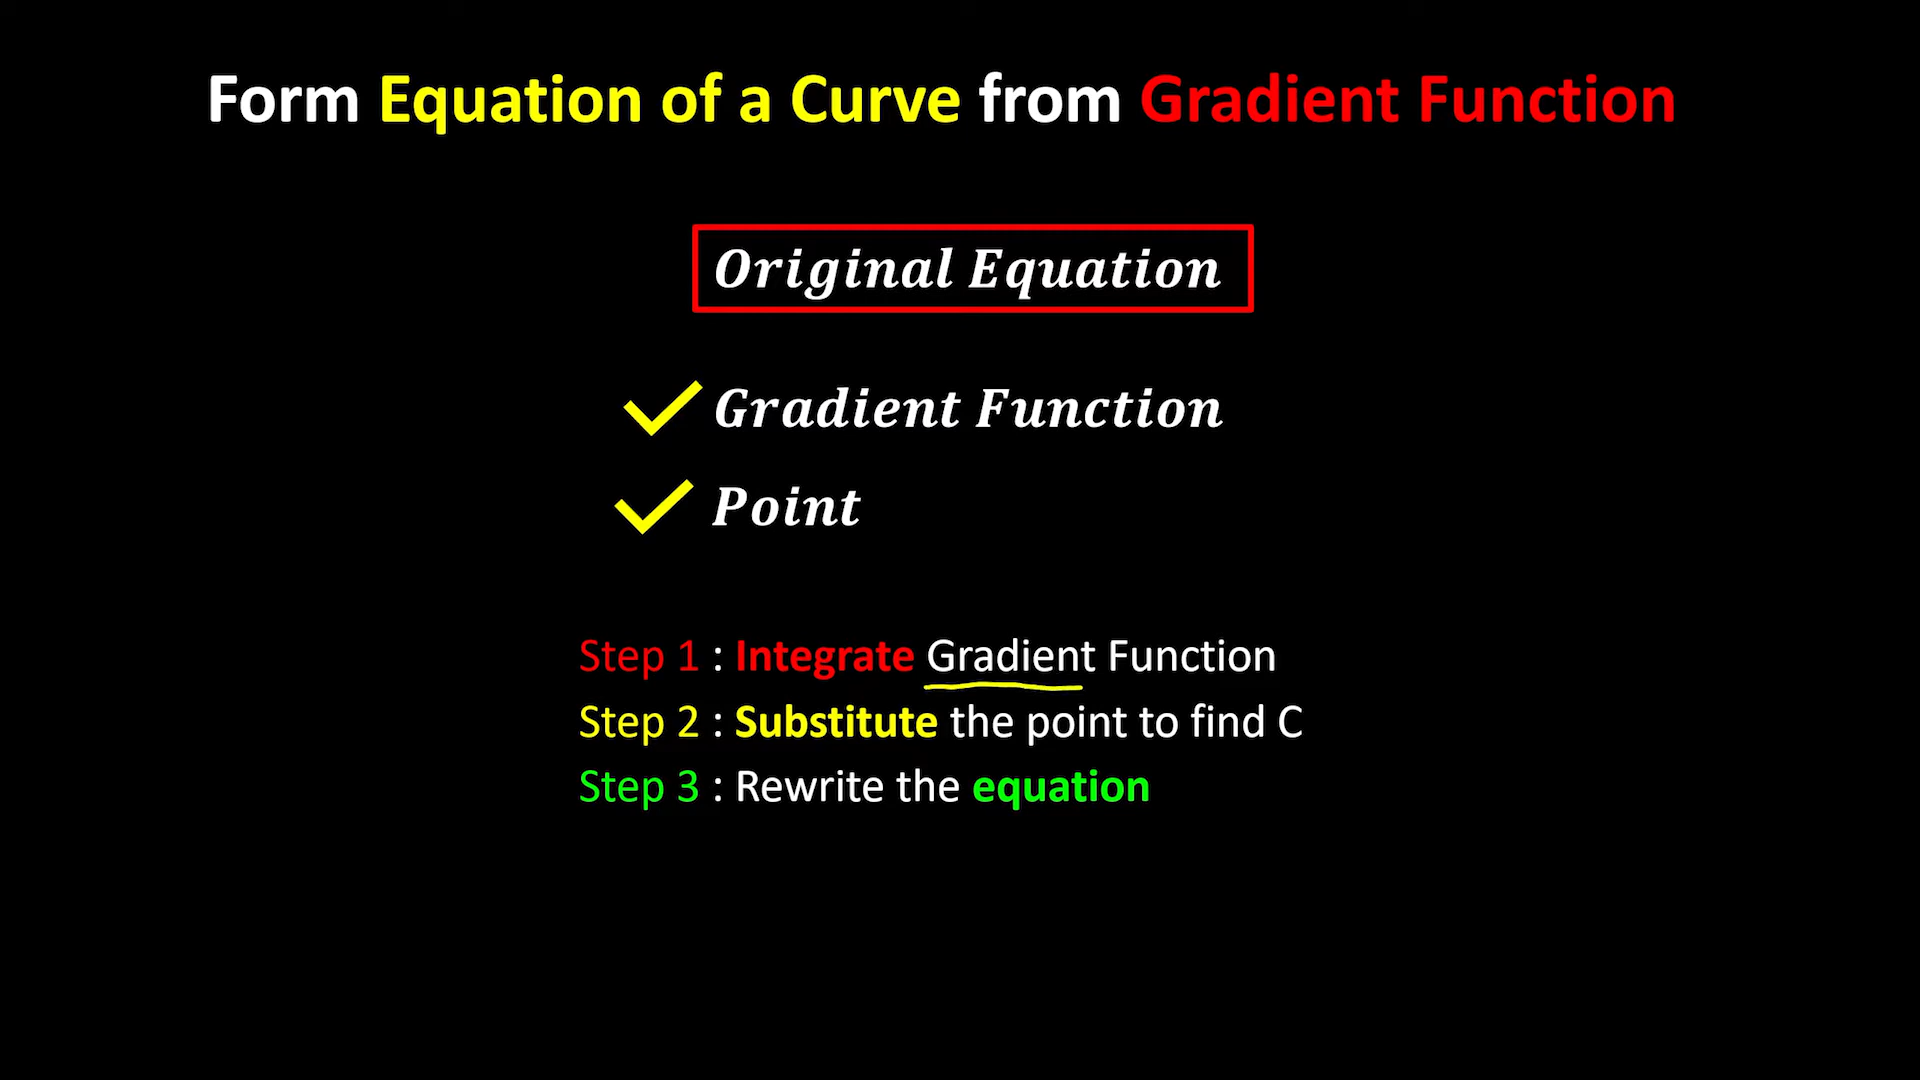 Form Equation of a Curve from Gradient Function
Original Equation
Gradient Function
Point
Step 1 : Integrate Gradient Function
Step 2 : Substitute the point to find C
Step 3 : Rewrite the equation